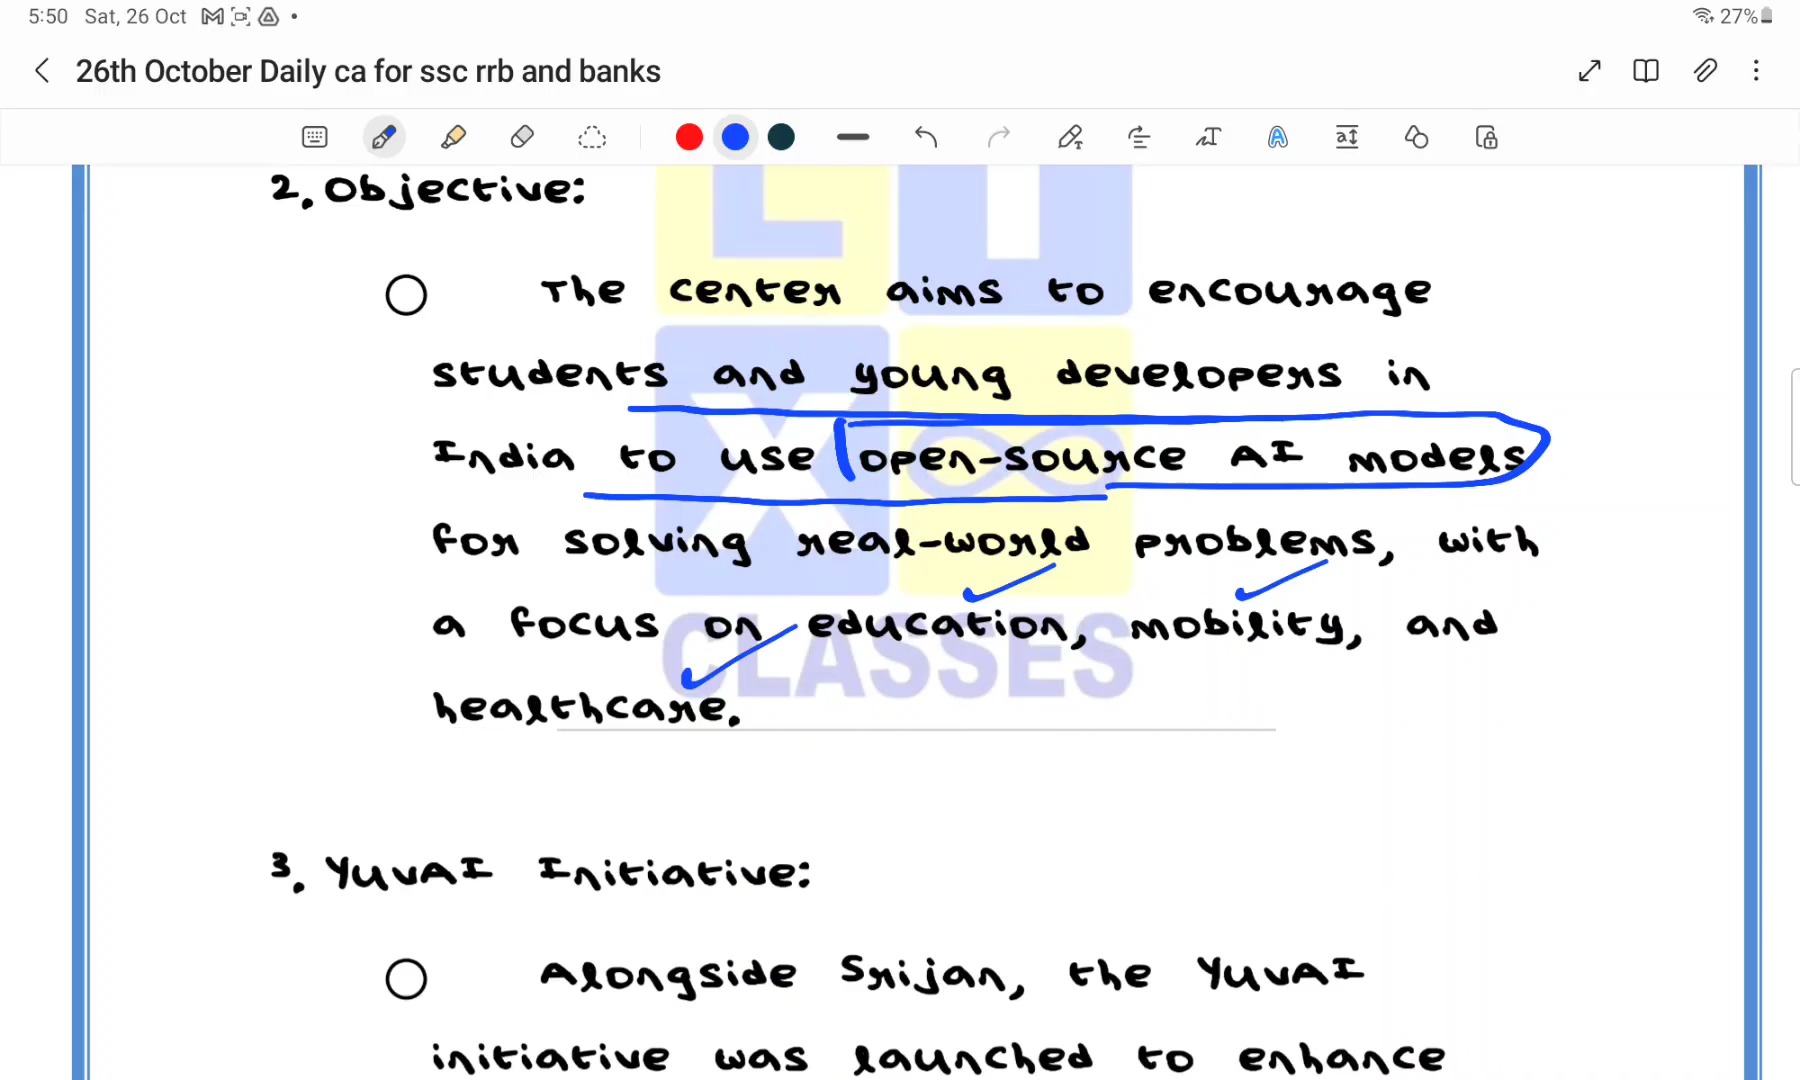 5:50 Sat, 26 Oct
27%
26th October Daily ca for ssc rrb and banks
2. Objective:
The center aims to encourage
students and young developers in
India to use open-source AI models
for solving real-world problems, with
a focus on education, mobility, and
healthcare.
CLASSES
3. YuvAI Initiative:
Alongside Srijan, the YuvAI
initiative was launched to enhance